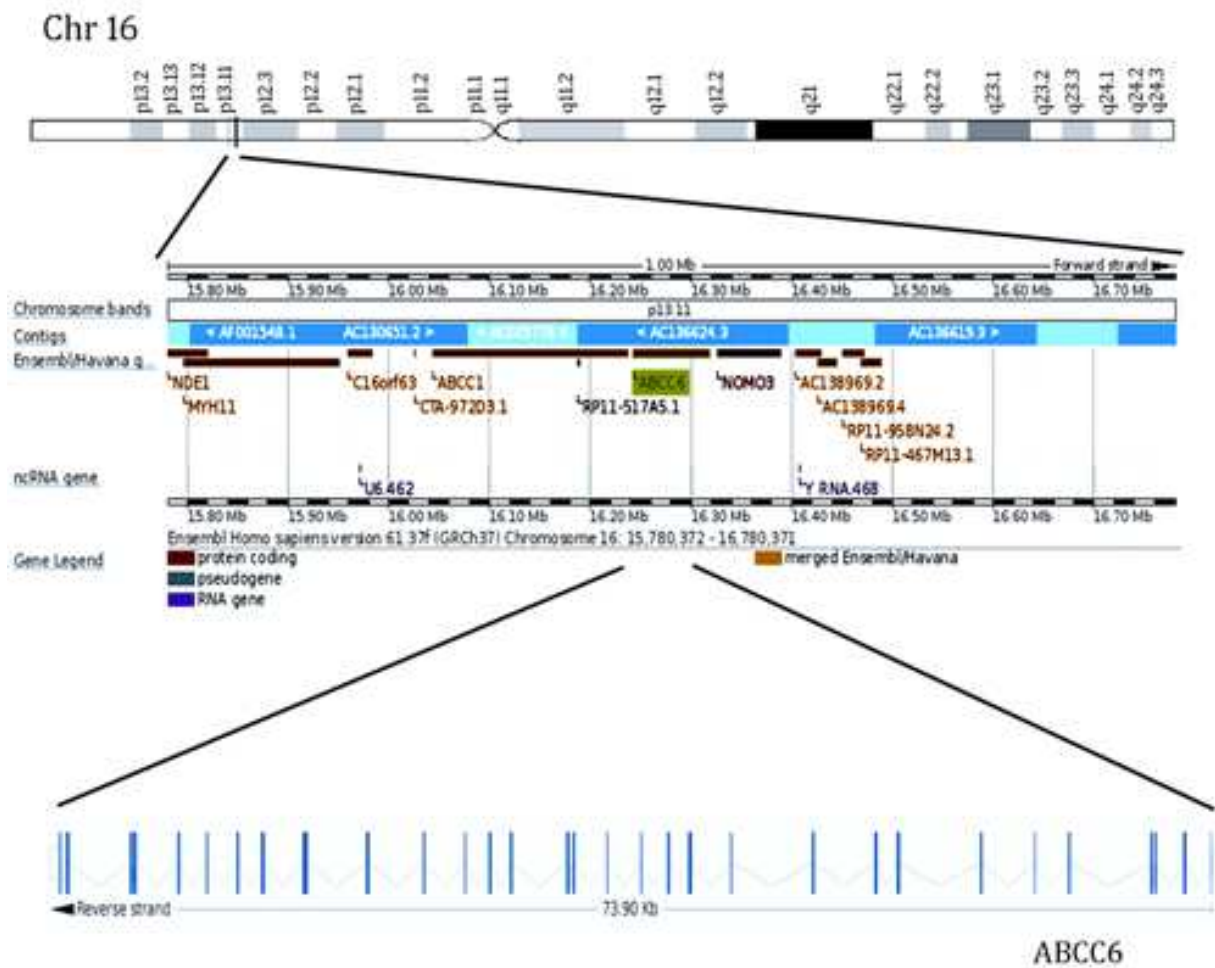 Chr 16
p13.2 p13.13 p13.12 p13.11 p12.3 p12.2 p12.1 p11.2 p11.1 q11.1 q11.2 q12.1 q12.2 q21 q22.1 q22.2 q23.1 q23.2 q23.3 q24.1 q24.2 q24.3
1.00 Mb Forward strand
15.80 Mb 15.90 Mb 16.00 Mb 16.10 Mb 16.20 Mb 16.30 Mb 16.40 Mb 16.50 Mb 16.60 Mb 16.70 Mb
Chromosome bands p13.11
Contigs < AF001548.1 AC130651.2 > < AC136624.3 AC136619.3 >
Ensembl/Havana g...
NDE1 C16orf63 ABCC1 ABCC6 NOMO3 AC138969.2
MYH11 CTA-972D3.1 RP11-517A5.1 AC138969.4
RP11-958N24.2
RP11-467M13.1
ncRNA gene
U6.462 Y RNA.468
15.80 Mb 15.90 Mb 16.00 Mb 16.10 Mb 16.20 Mb 16.30 Mb 16.40 Mb 16.50 Mb 16.60 Mb 16.70 Mb
Ensembl Homo sapiens version 61.37f (GRCh37) Chromosome 16: 15,780,372 - 16,780,371
Gene Legend protein coding merged Ensembl/Havana
pseudogene
RNA gene
Reverse strand 73.90 Kb
ABCC6